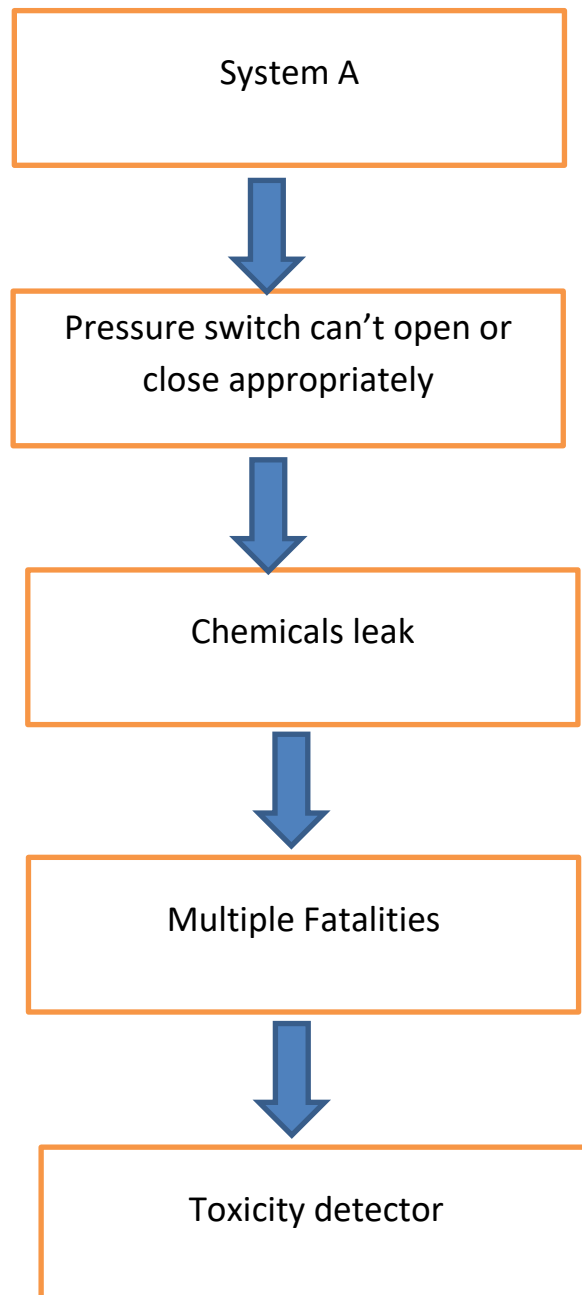 System A
Pressure switch can’t open or
close appropriately
Chemicals leak
Multiple Fatalities
Toxicity detector